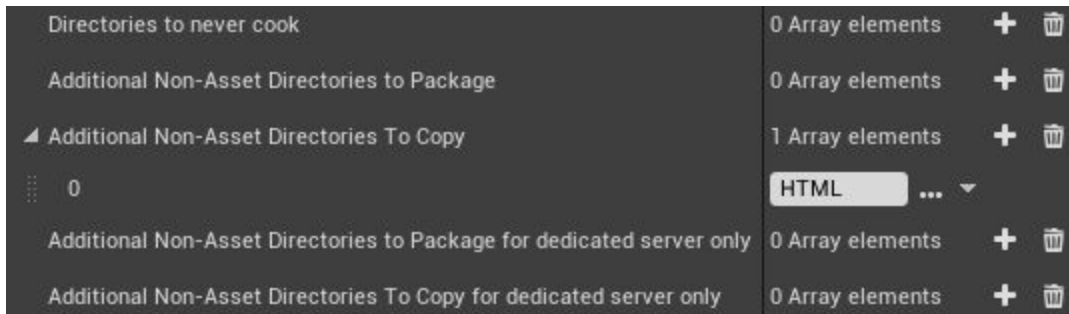 Directories to never cook 0 Array elements
Additional Non-Asset Directories to Package 0 Array elements
Additional Non-Asset Directories To Copy 1 Array elements
0 HTML
Additional Non-Asset Directories to Package for dedicated server only 0 Array elements
Additional Non-Asset Directories To Copy for dedicated server only 0 Array elements